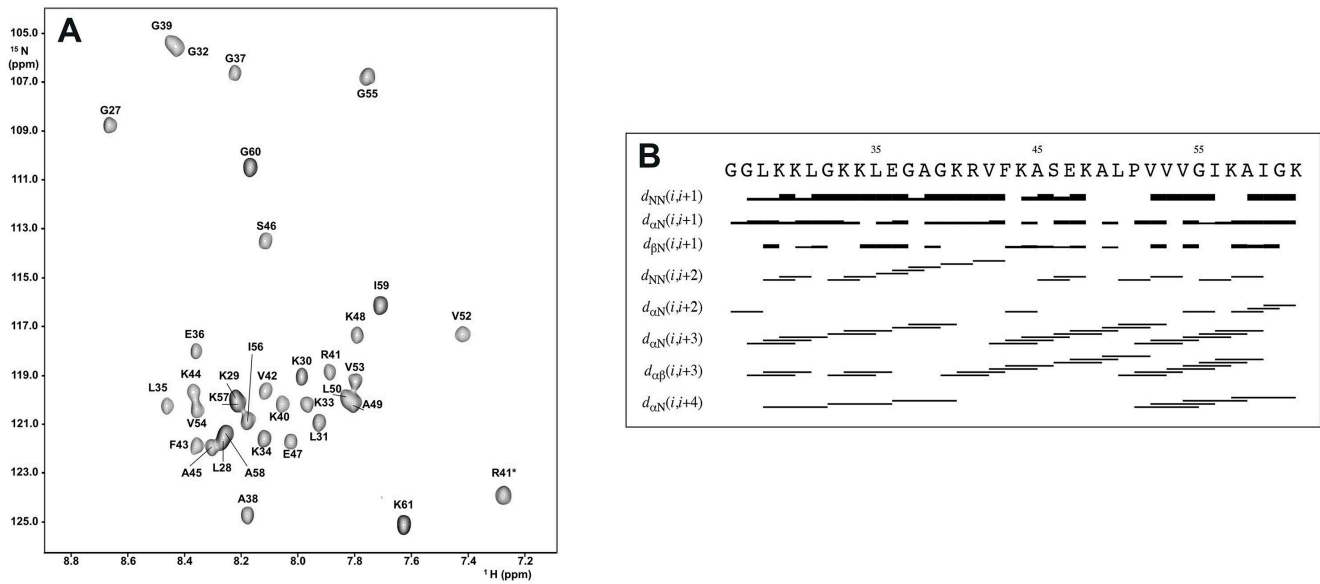 A
105.0
15 N
(ppm)
107.0
109.0
111.0
113.0
115.0
117.0
119.0
121.0
123.0
125.0
G39
G32
G37
G55
G27
G60
S46
I59
K48
V52
E36
I56
R41
K30
V53
K44
K29
V42
L50
L35
K57
K33
A49
K40
V54
L31
F43
K34
E47
A45
L28
A58
A38
R41*
K61
8.8 8.6 8.4 8.2 8.0 7.8 7.6 7.4 7.2
1 H (ppm)
B
35 45 55
GGLKKLGKKLEGAGKRVFKASEKALPVVVGIKAIGK
dNN(i,i+1)
dαN(i,i+1)
dβN(i,i+1)
dNN(i,i+2)
dαN(i,i+2)
dαN(i,i+3)
dαβ(i,i+3)
dαN(i,i+4)